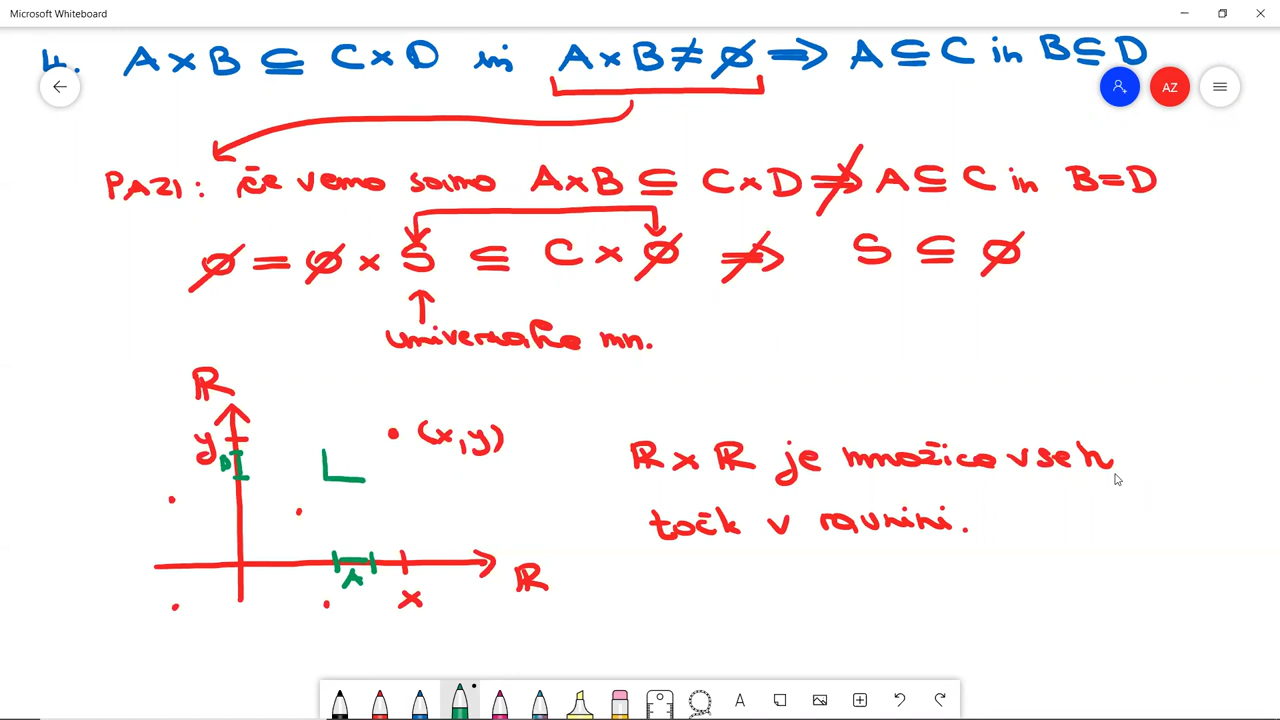 Microsoft Whiteboard
4. A×B ⊆ C×D in A×B≠∅ ⟹ A⊆C in B⊆D
AZ
PAZI: če vemo samo A×B ⊆ C×D ⇏ A⊆C in B=D
∅ = ∅ × S ⊆ C × ∅ ⇏ S ⊆ ∅
univerzalna mn.
ℝ
y
(x,y)
B
ℝ × ℝ je množica vseh
točk v ravnini.
A
x
ℝ
A